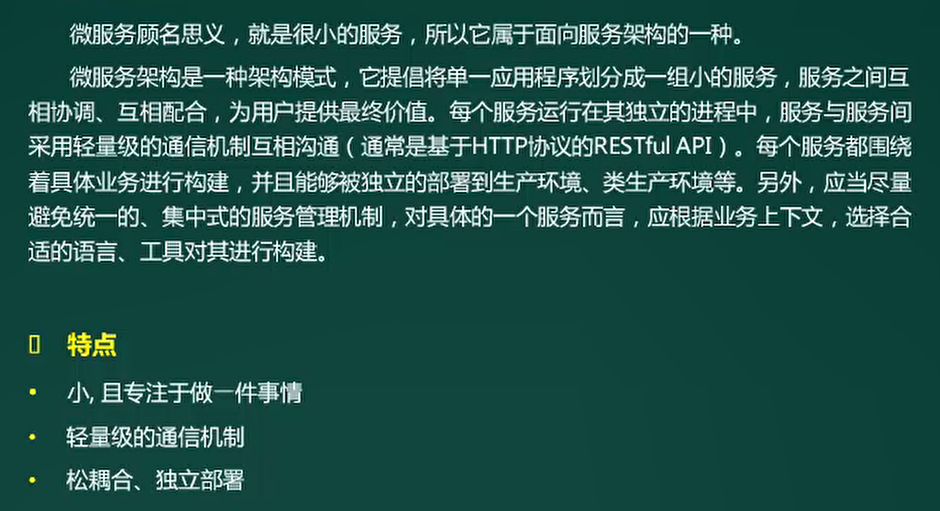 微服务顾名思义，就是很小的服务，所以它属于面向服务架构的一种。
微服务架构是一种架构模式，它提倡将单一应用程序划分成一组小的服务，服务之间互
相协调、互相配合，为用户提供最终价值。每个服务运行在其独立的进程中，服务与服务间
采用轻量级的通信机制互相沟通（通常是基于HTTP协议的RESTful API）。每个服务都围绕
着具体业务进行构建，并且能够被独立的部署到生产环境、类生产环境等。另外，应当尽量
避免统一的、集中式的服务管理机制，对具体的一个服务而言，应根据业务上下文，选择合
适的语言、工具对其进行构建。
特点
• 小, 且专注于做一件事情
• 轻量级的通信机制
• 松耦合、独立部署